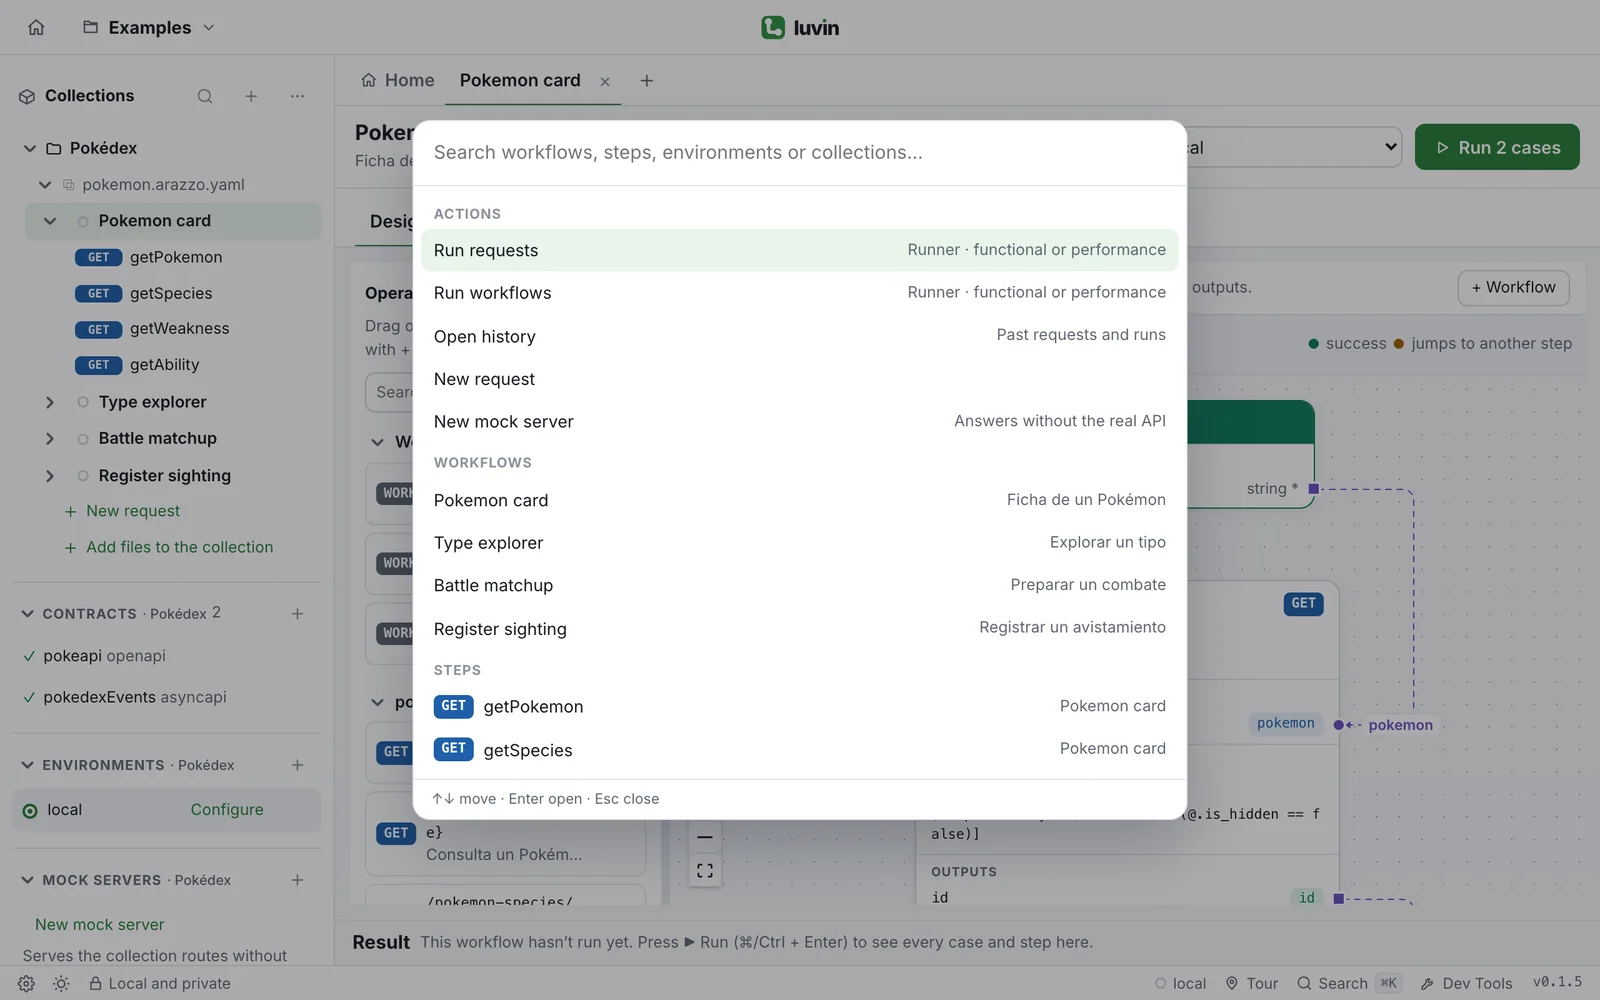 Examples
luvin
Collections
Pokédex
pokemon.arazzo.yaml
Pokemon card
GET getPokemon
GET getSpecies
GET getWeakness
GET getAbility
Type explorer
Battle matchup
Register sighting
+ New request
+ Add files to the collection
CONTRACTS · Pokédex 2
pokeapi openapi
pokedexEvents asyncapi
ENVIRONMENTS · Pokédex
local Configure
MOCK SERVERS · Pokédex
New mock server
Serves the collection routes without
Home
Pokemon card
Ficha
Run 2 cases
outputs.
+ Workflow
Drag
with +
success
jumps to another step
string *
GET
pokemon
pokemon
GET
GET
e}
Consulta un Pokém...
/pokemon-species/
(@.is_hidden == f
alse)]
OUTPUTS
id
id
Search workflows, steps, environments or collections...
ACTIONS
Run requests Runner · functional or performance
Run workflows Runner · functional or performance
Open history Past requests and runs
New request
New mock server Answers without the real API
WORKFLOWS
Pokemon card Ficha de un Pokémon
Type explorer Explorar un tipo
Battle matchup Preparar un combate
Register sighting Registrar un avistamiento
STEPS
GET getPokemon Pokemon card
GET getSpecies Pokemon card
↑↓ move · Enter open · Esc close
Result This workflow hasn't run yet. Press ▶ Run (⌘/Ctrl + Enter) to see every case and step here.
Local and private
local
Tour
Search ⌘K
Dev Tools
v0.1.5